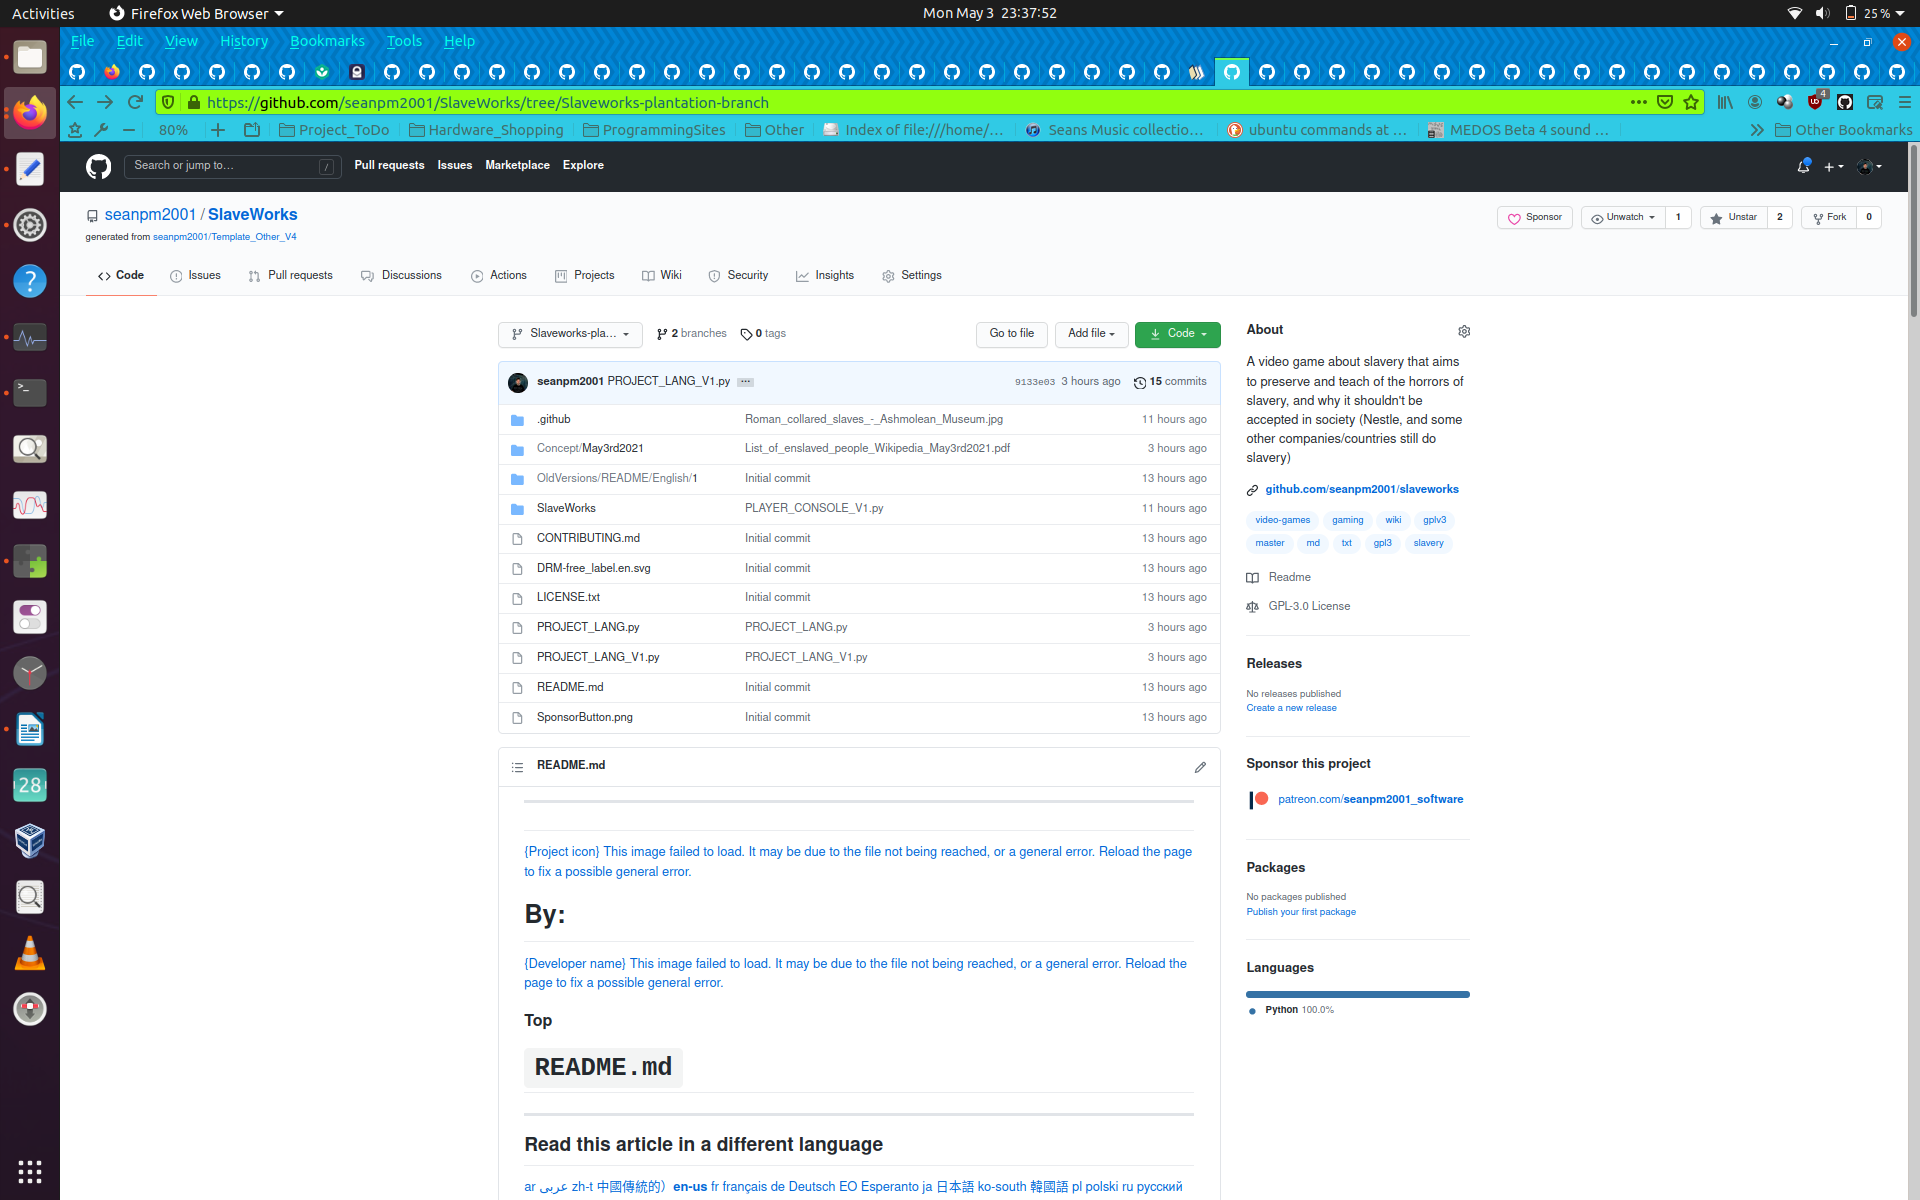 Activities Firefox Web Browser Mon May 3 23:37:52 25 %
File Edit View History Bookmarks Tools Help
https://github.com/seanpm2001/SlaveWorks/tree/Slaveworks-plantation-branch 4
80% Project_ToDo Hardware_Shopping ProgrammingSites Other Index of file:///home/… Seans Music collectio… ubuntu commands at … MEDOS Beta 4 sound … Other Bookmarks
Search or jump to… / Pull requests Issues Marketplace Explore
seanpm2001 / SlaveWorks Sponsor Unwatch 1 Unstar 2 Fork 0
generated from seanpm2001/Template_Other_V4
Code Issues Pull requests Discussions Actions Projects Wiki Security Insights Settings
Slaveworks-pla… 2 branches 0 tags Go to file Add file Code
seanpm2001 PROJECT_LANG_V1.py 9133e03 3 hours ago 15 commits
.github Roman_collared_slaves_-_Ashmolean_Museum.jpg 11 hours ago
Concept/May3rd2021 List_of_enslaved_people_Wikipedia_May3rd2021.pdf 3 hours ago
OldVersions/README/English/1 Initial commit 13 hours ago
SlaveWorks PLAYER_CONSOLE_V1.py 11 hours ago
CONTRIBUTING.md Initial commit 13 hours ago
DRM-free_label.en.svg Initial commit 13 hours ago
LICENSE.txt Initial commit 13 hours ago
PROJECT_LANG.py PROJECT_LANG.py 3 hours ago
PROJECT_LANG_V1.py PROJECT_LANG_V1.py 3 hours ago
README.md Initial commit 13 hours ago
SponsorButton.png Initial commit 13 hours ago
README.md
{Project icon} This image failed to load. It may be due to the file not being reached, or a general error. Reload the page
to fix a possible general error.
By:
{Developer name} This image failed to load. It may be due to the file not being reached, or a general error. Reload the
page to fix a possible general error.
Top
README.md
Read this article in a different language
ar عربى zh-t 中國傳統的）en-us fr français de Deutsch EO Esperanto ja 日本語 ko-south 韓國語 pl polski ru русский
About
A video game about slavery that aims
to preserve and teach of the horrors of
slavery, and why it shouldn't be
accepted in society (Nestle, and some
other companies/countries still do
slavery)
github.com/seanpm2001/slaveworks
video-games gaming wiki gplv3
master md txt gpl3 slavery
Readme
GPL-3.0 License
Releases
No releases published
Create a new release
Sponsor this project
patreon.com/seanpm2001_software
Packages
No packages published
Publish your first package
Languages
Python 100.0%
28